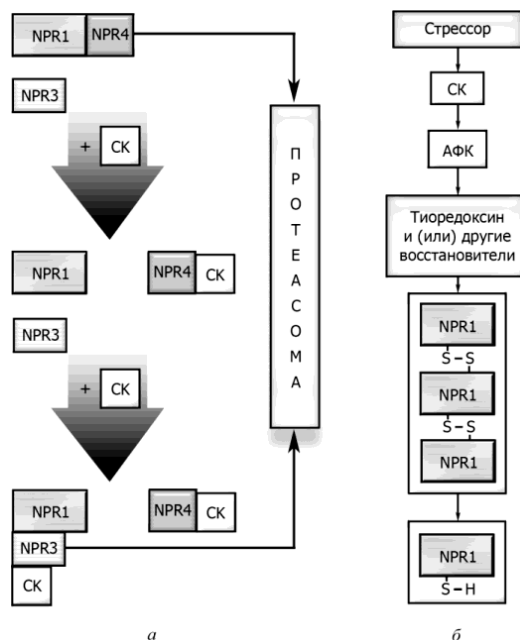 NPR1 NPR4
NPR3
+ СК
NPR1 NPR4 СК
NPR3
+ СК
NPR1 NPR4 СК
NPR3
СК
ПРОТЕАСОМА
а
Стрессор
СК
АФК
Тиоредоксин
и (или) другие
восстановители
NPR1
S – S
NPR1
S – S
NPR1
NPR1
S – H
б